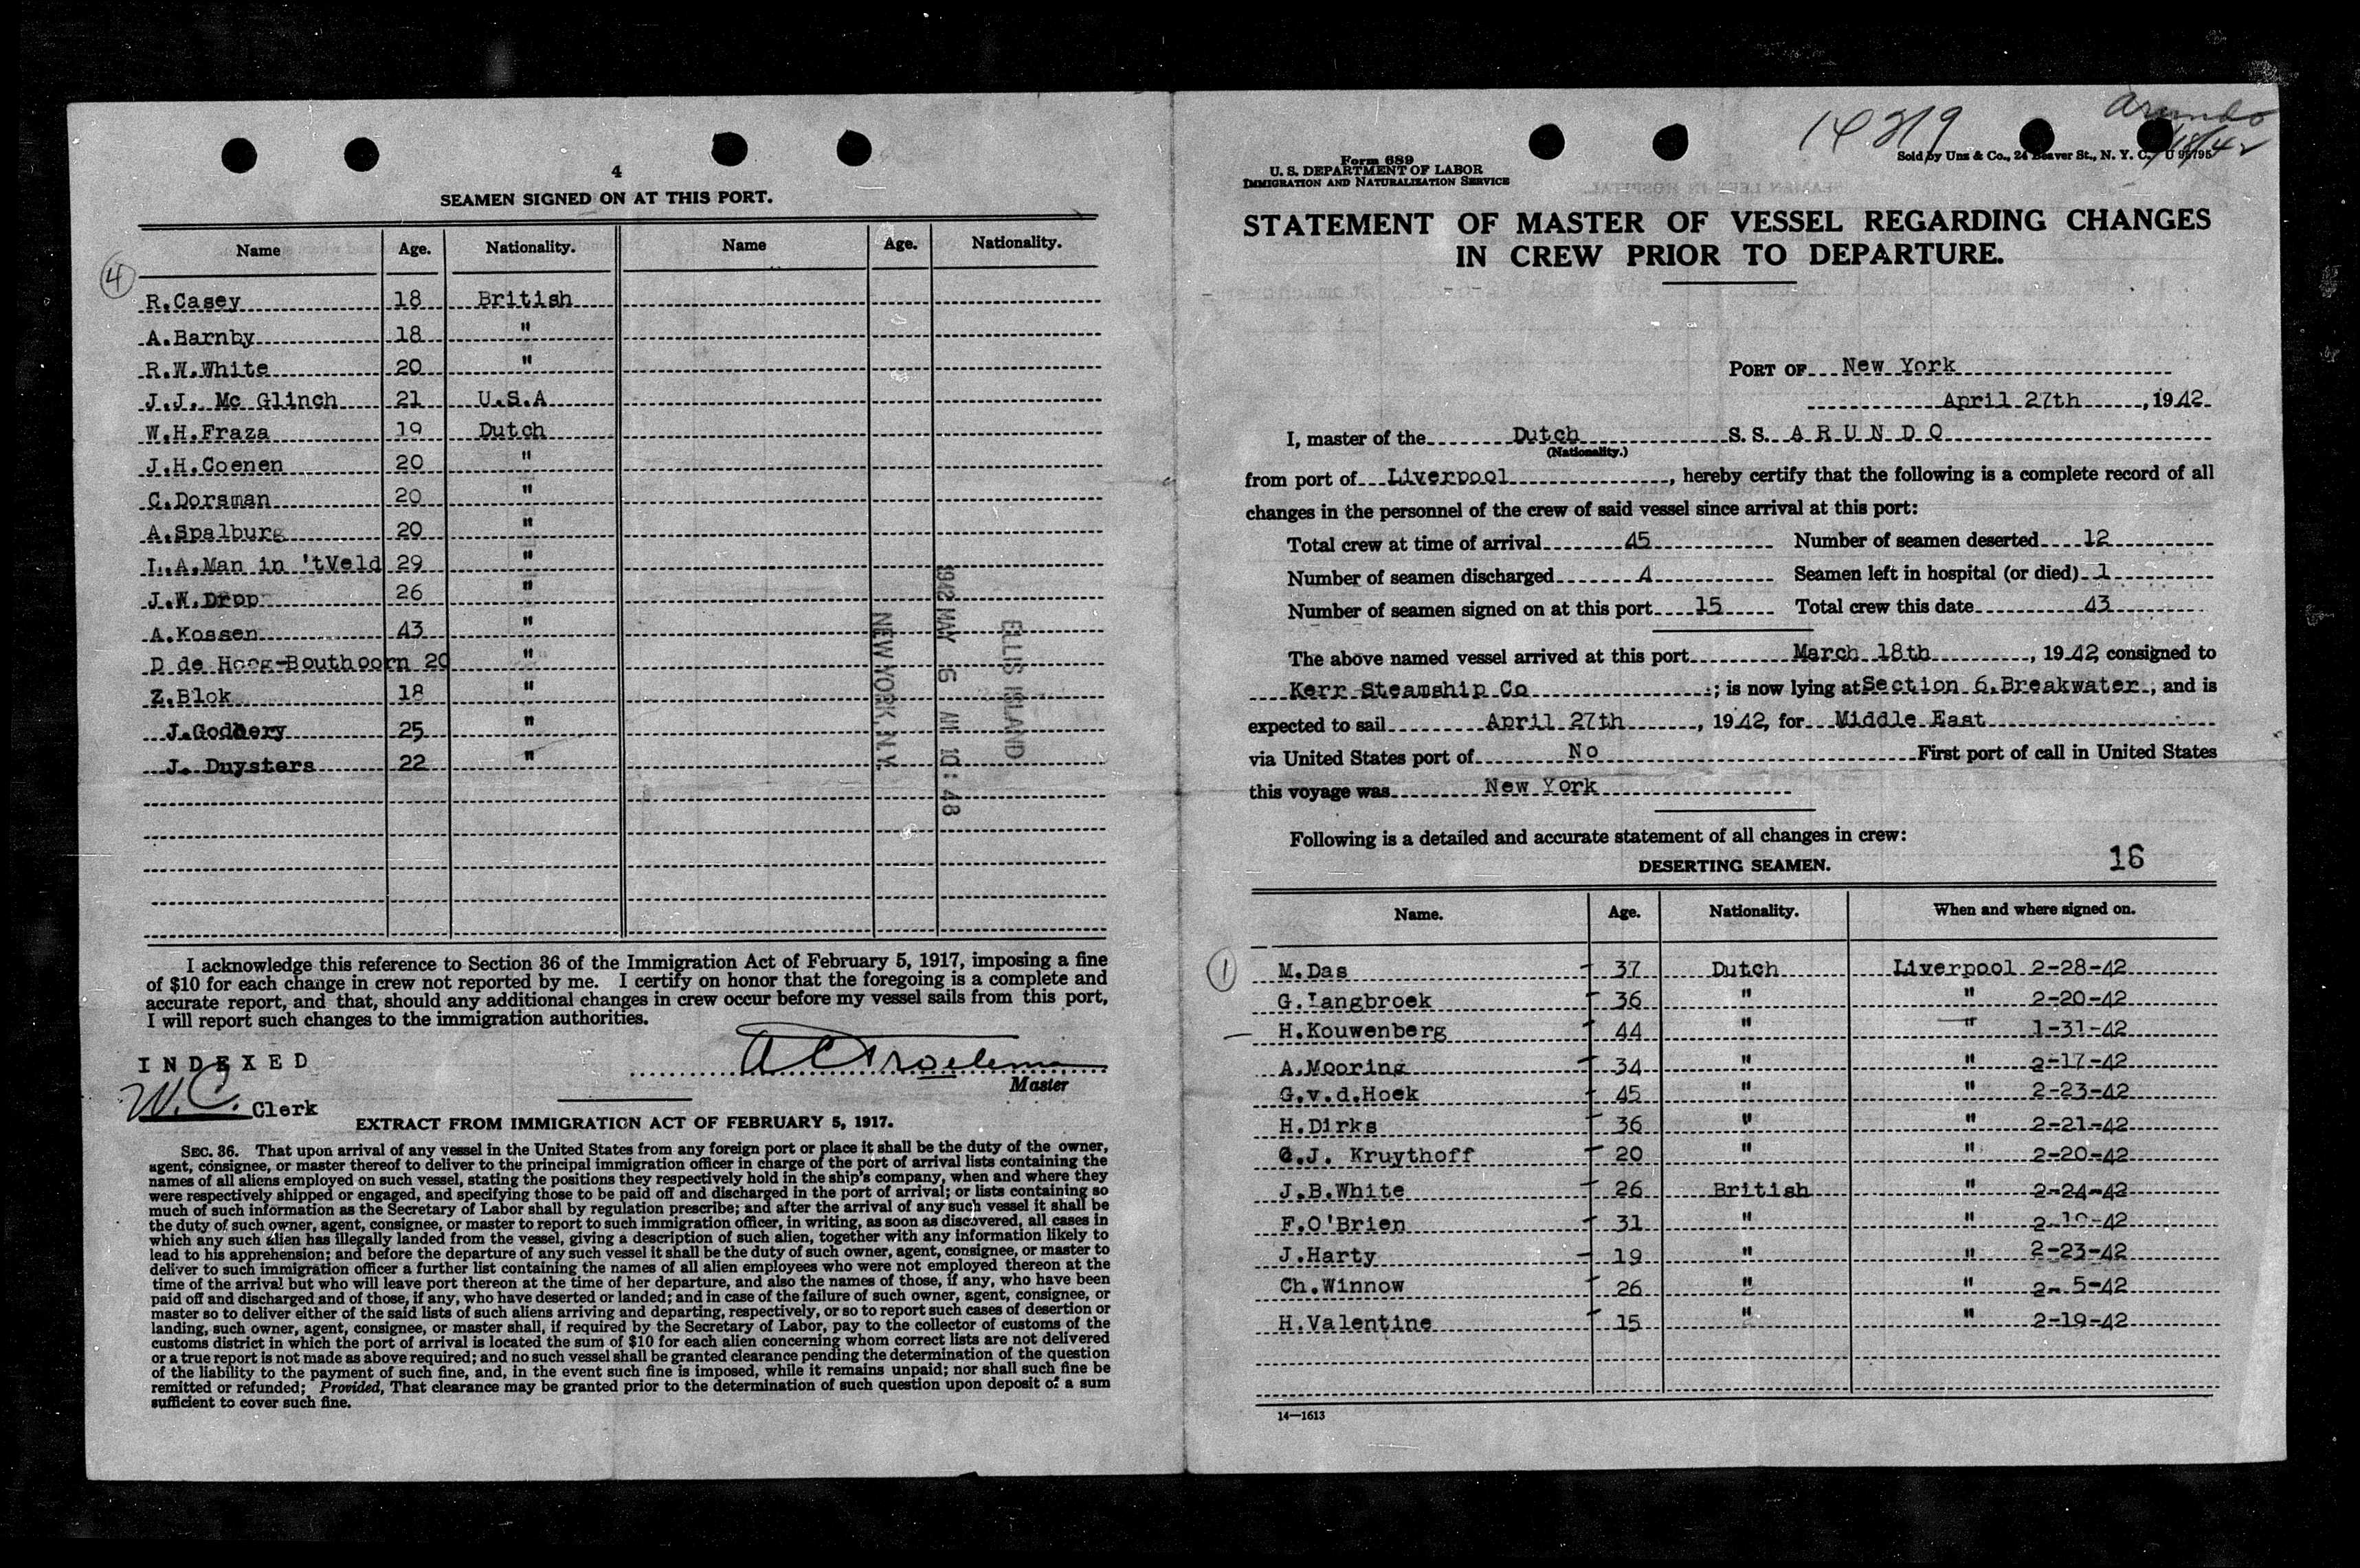 4
SEAMEN SIGNED ON AT THIS PORT.
Name Age. Nationality. Name Age. Nationality.
4
R.Casey 18 British
A.Barnby 18 "
R.W.White 20 "
J.J. Mc Glinch 21 U.S.A
W.H.Fraza 19 Dutch
J.H.Coenen 20 "
C.Dorsman 20 "
A.Spalburg 20 "
L.A.Man in 'tVeld 29 "
J.W.Drop 26 "
A.Kossen 43 "
D de Hoog-Bouthoorn 20 "
Z.Blok 18 "
J.Godhery 25 "
J. Duysters 22 "
ELLIS ISLAND
1942 MAY 15 AM 10:48
NEW YORK N.Y.
I acknowledge this reference to Section 36 of the Immigration Act of February 5, 1917, imposing a fine
of $10 for each change in crew not reported by me. I certify on honor that the foregoing is a complete and
accurate report, and that, should any additional changes in crew occur before my vessel sails from this port,
I will report such changes to the immigration authorities.
INDEXED
Master
W.C. Clerk
EXTRACT FROM IMMIGRATION ACT OF FEBRUARY 5, 1917.
SEC. 36. That upon arrival of any vessel in the United States from any foreign port or place it shall be the duty of the owner,
agent, consignee, or master thereof to deliver to the principal immigration officer in charge of the port of arrival lists containing the
names of all aliens employed on such vessel, stating the positions they respectively hold in the ship's company, when and where they
were respectively shipped or engaged, and specifying those to be paid off and discharged in the port of arrival; or lists containing so
much of such information as the Secretary of Labor shall by regulation prescribe; and after the arrival of any such vessel it shall be
the duty of such owner, agent, consignee, or master to report to such immigration officer, in writing, as soon as discovered, all cases in
which any such alien has illegally landed from the vessel, giving a description of such alien, together with any information likely to
lead to his apprehension; and before the departure of any such vessel it shall be the duty of such owner, agent, consignee, or master to
deliver to such immigration officer a further list containing the names of all alien employees who were not employed thereon at the
time of the arrival but who will leave port thereon at the time of her departure, and also the names of those, if any, who have been
paid off and discharged and of those, if any, who have deserted or landed; and in case of the failure of such owner, agent, consignee, or
master so to deliver either of the said lists of such aliens arriving and departing, respectively, or so to report such cases of desertion or
landing, such owner, agent, consignee, or master shall, if required by the Secretary of Labor, pay to the collector of customs of the
customs district in which the port of arrival is located the sum of $10 for each alien concerning whom correct lists are not delivered
or a true report is not made as above required; and no such vessel shall be granted clearance pending the determination of the question
of the liability to the payment of such fine, and, in the event such fine is imposed, while it remains unpaid; nor shall such fine be
remitted or refunded; Provided, That clearance may be granted prior to the determination of such question upon deposit of a sum
sufficient to cover such fine.
14319
Arundo
Form 689
U. S. DEPARTMENT OF LABOR
IMMIGRATION AND NATURALIZATION SERVICE
Sold by Unz & Co., 24 Beaver St., N. Y. C.
STATEMENT OF MASTER OF VESSEL REGARDING CHANGES
IN CREW PRIOR TO DEPARTURE.
PORT OF New York
April 27th, 1942
I, master of the Dutch S. S. ARUNDO
(Nationality.)
from port of Liverpool, hereby certify that the following is a complete record of all
changes in the personnel of the crew of said vessel since arrival at this port:
Total crew at time of arrival 45 Number of seamen deserted 12
Number of seamen discharged 4 Seamen left in hospital (or died) 1
Number of seamen signed on at this port 15 Total crew this date 43
The above named vessel arrived at this port March 18th, 1942, consigned to
Kerr Steamship Co; is now lying at Section 6.Breakwater, and is
expected to sail April 27th, 1942, for Middle East
via United States port of No First port of call in United States
this voyage was New York
Following is a detailed and accurate statement of all changes in crew:
DESERTING SEAMEN. 16
Name. Age. Nationality. When and where signed on.
1
M.Das 37 Dutch Liverpool 2-28-42
G.Langbroek 36 " " 2-20-42
H.Kouwenberg 44 " " 1-31-42
A.Mooring 34 " " 2-17-42
G.v.d.Hoek 45 " " 2-23-42
H.Dirks 36 " " 2-21-42
G.J. Kruythoff 20 " " 2-20-42
J.B.White 26 British " 2-24-42
F.O'Brien 31 " "
J.Harty 19 " " 2-23-42
Ch.Winnow 26 " " 2- 5-42
H.Valentine 15 " " 2-19-42
14—1613